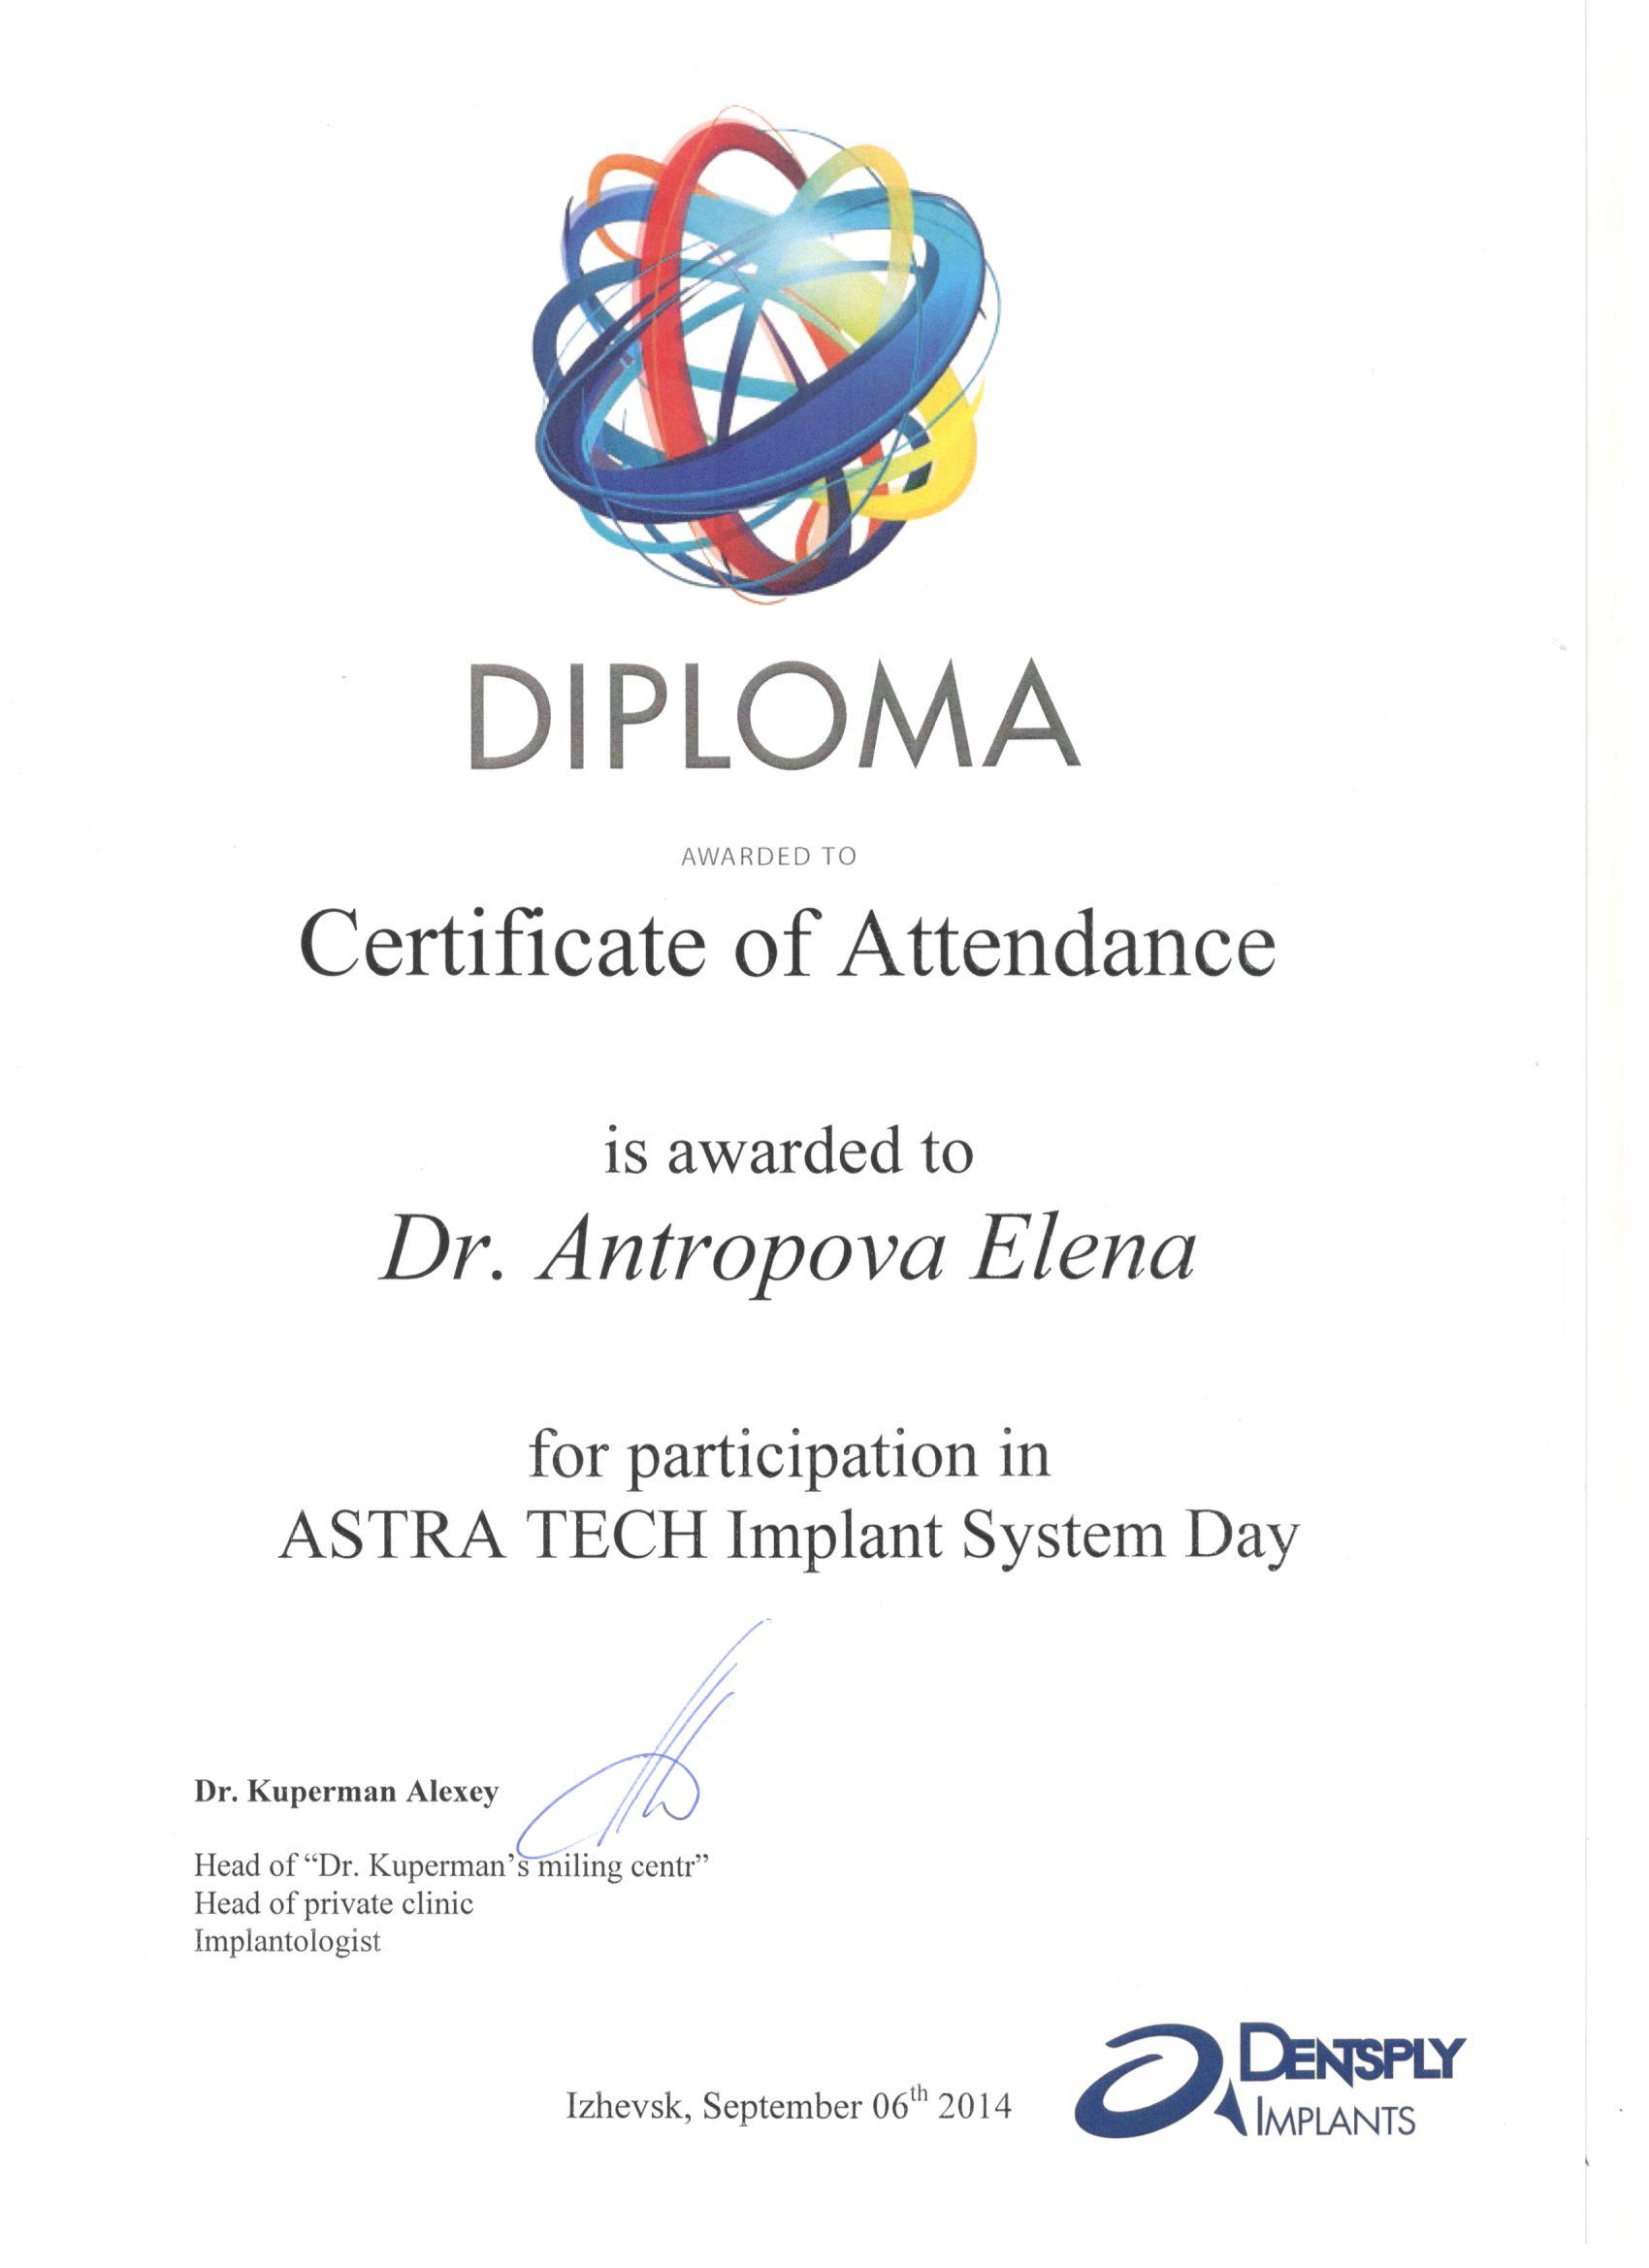 DIPLOMA
AWARDED TO
Certificate of Attendance
is awarded to
Dr. Antropova Elena
for participation in
ASTRA TECH Implant System Day
Dr. Kuperman Alexey
Head of “Dr. Kuperman’s miling centr”
Head of private clinic
Implantologist
Izhevsk, September 06th 2014
DENTSPLY
IMPLANTS